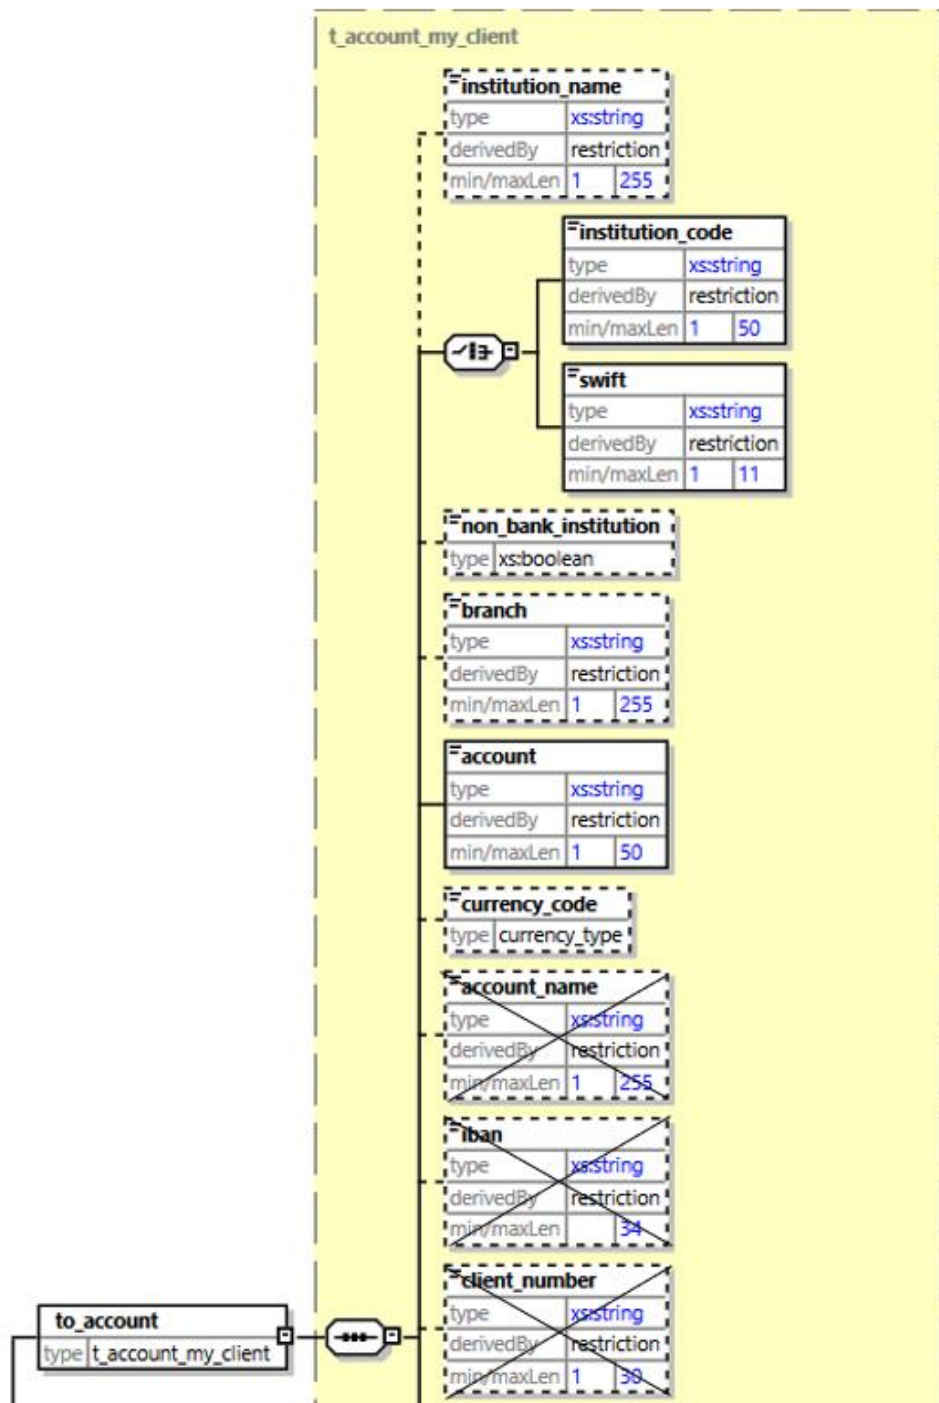 t_account_my_client
institution_name
type xs:string
derivedBy restriction
min/maxLen 1 255
institution_code
type xs:string
derivedBy restriction
min/maxLen 1 50
swift
type xs:string
derivedBy restriction
min/maxLen 1 11
non_bank_institution
type xs:boolean
branch
type xs:string
derivedBy restriction
min/maxLen 1 255
account
type xs:string
derivedBy restriction
min/maxLen 1 50
currency_code
type currency_type
account_name
type xs:string
derivedBy restriction
min/maxLen 1 255
iban
type xs:string
derivedBy restriction
min/maxLen 34
client_number
type xs:string
derivedBy restriction
min/maxLen 1 30
to_account
type t_account_my_client